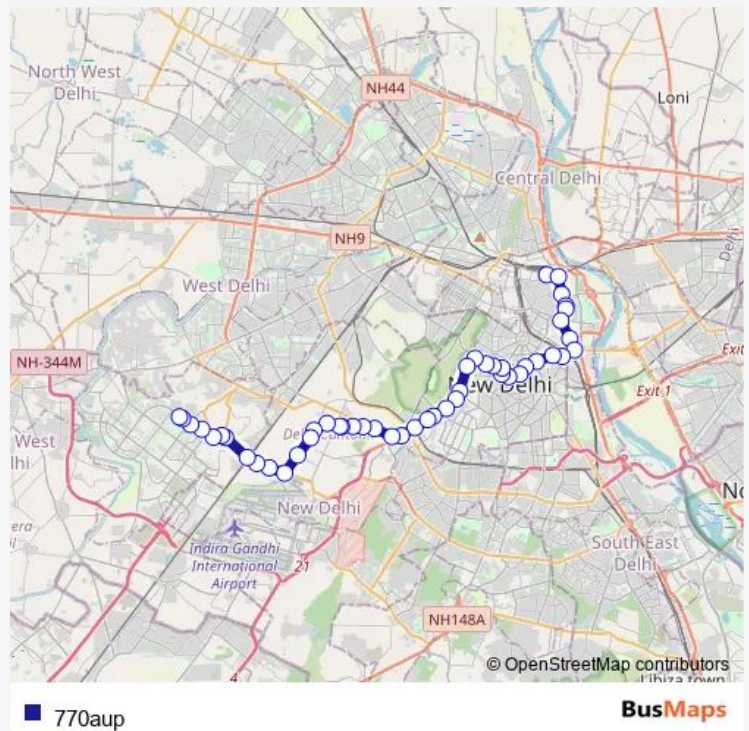 North West
Delhi
NH44
Loni
Central Delhi
NH9
Delhi
West Delhi
NH-344M
Exit
New Delhi
Exit 1
West
New Delhi
Indira Gandhi
International
Airport
21
South East
Delhi
NH148A
4
© OpenStreetMap contributors
770aup
BusMaps